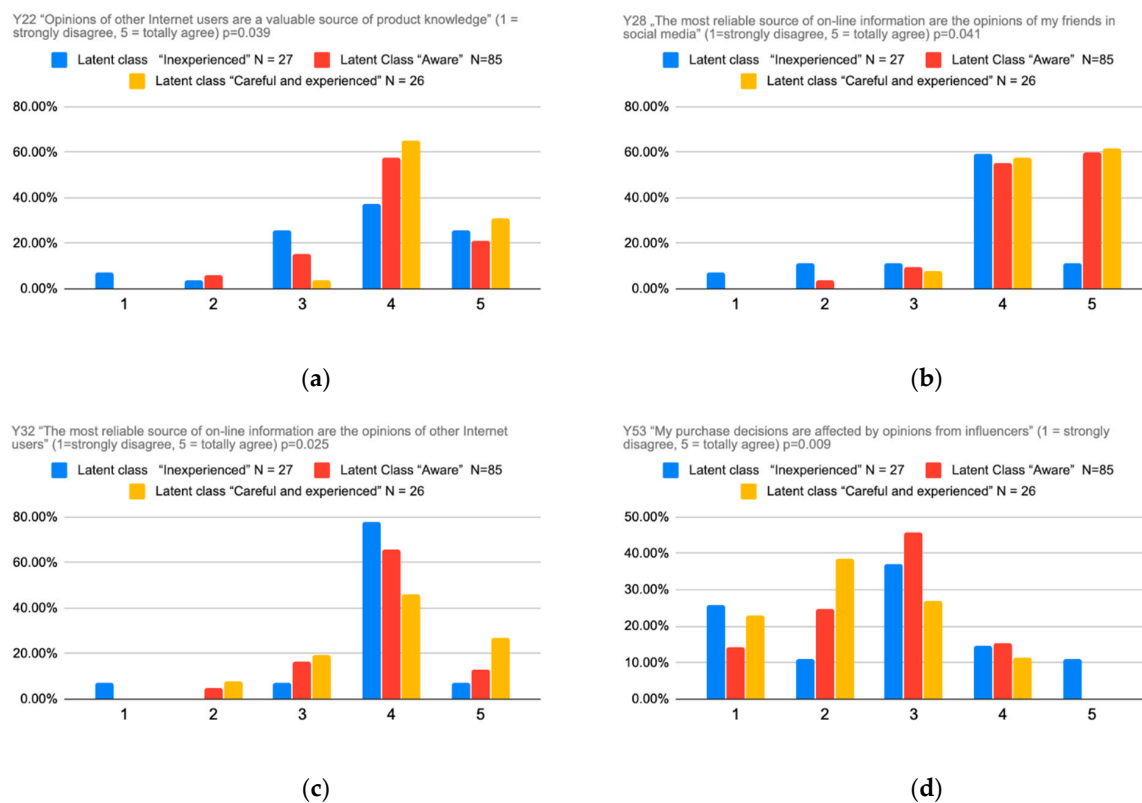 Y22 “Opinions of other Internet users are a valuable source of product knowledge” (1 =
strongly disagree, 5 = totally agree) p=0.039
Latent class “Inexperienced” N = 27 Latent Class “Aware” N=85
Latent class “Careful and experienced” N = 26
80.00%
60.00%
40.00%
20.00%
0.00%
1 2 3 4 5
(a)
Y28 „The most reliable source of on-line information are the opinions of my friends in
social media” (1=strongly disagree, 5 = totally agree) p=0.041
Latent class “Inexperienced” N = 27 Latent Class “Aware” N=85
Latent class “Careful and experienced” N = 26
80.00%
60.00%
40.00%
20.00%
0.00%
1 2 3 4 5
(b)
Y32 “The most reliable source of on-line information are the opinions of other Internet
users” (1=strongly disagree, 5 = totally agree) p=0.025
Latent class “Inexperienced” N = 27 Latent Class “Aware” N=85
Latent class “Careful and experienced” N = 26
80.00%
60.00%
40.00%
20.00%
0.00%
1 2 3 4 5
(c)
Y53 “My purchase decisions are affected by opinions from influencers” (1 = strongly
disagree, 5 = totally agree) p=0.009
Latent class “Inexperienced” N = 27 Latent Class “Aware” N=85
Latent class “Careful and experienced” N = 26
50.00%
40.00%
30.00%
20.00%
10.00%
0.00%
1 2 3 4 5
(d)